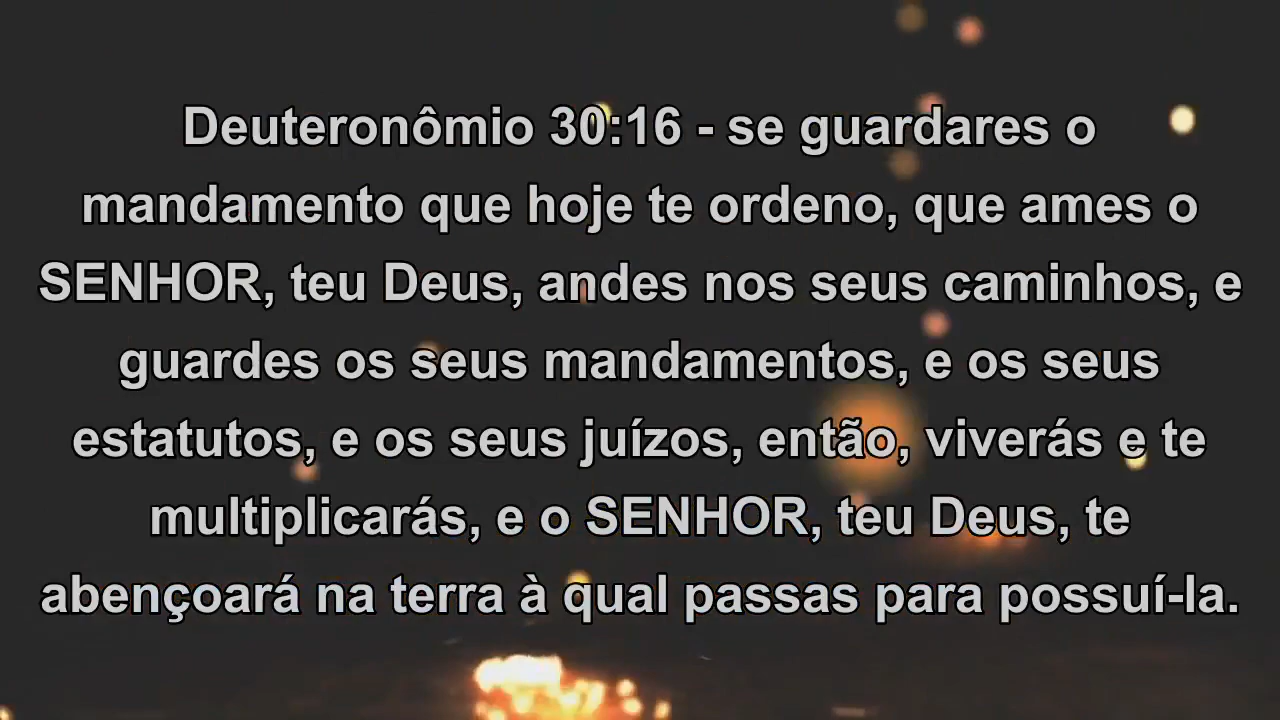 Deuteronômio 30:16 - se guardares o
mandamento que hoje te ordeno, que ames o
SENHOR, teu Deus, andes nos seus caminhos, e
guardes os seus mandamentos, e os seus
estatutos, e os seus juízos, então, viverás e te
multiplicarás, e o SENHOR, teu Deus, te
abençoará na terra à qual passas para possuí-la.